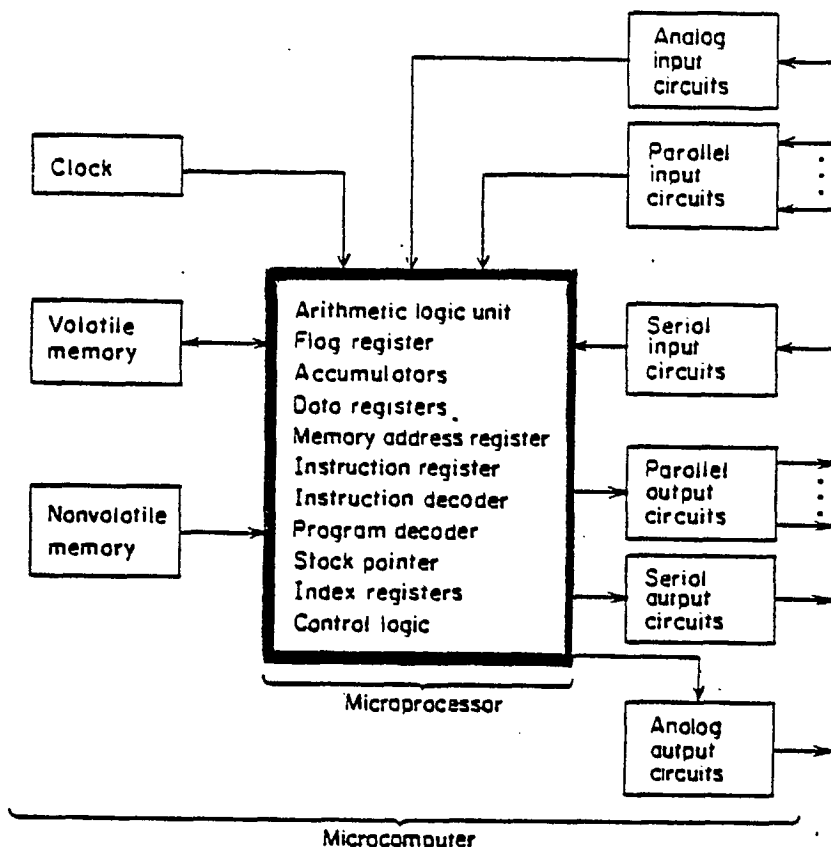 Analog
input
circuits
Clock
Parallel
input
circuits
Volatile
memory
Arithmetic logic unit
Flag register
Accumulators
Data registers
Memory address register
Instruction register
Instruction decoder
Program decoder
Stack pointer
Index registers
Control logic
Serial
input
circuits
Nonvolatile
memory
Parallel
output
circuits
Serial
output
circuits
Microprocessor
Analog
output
circuits
Microcomputer